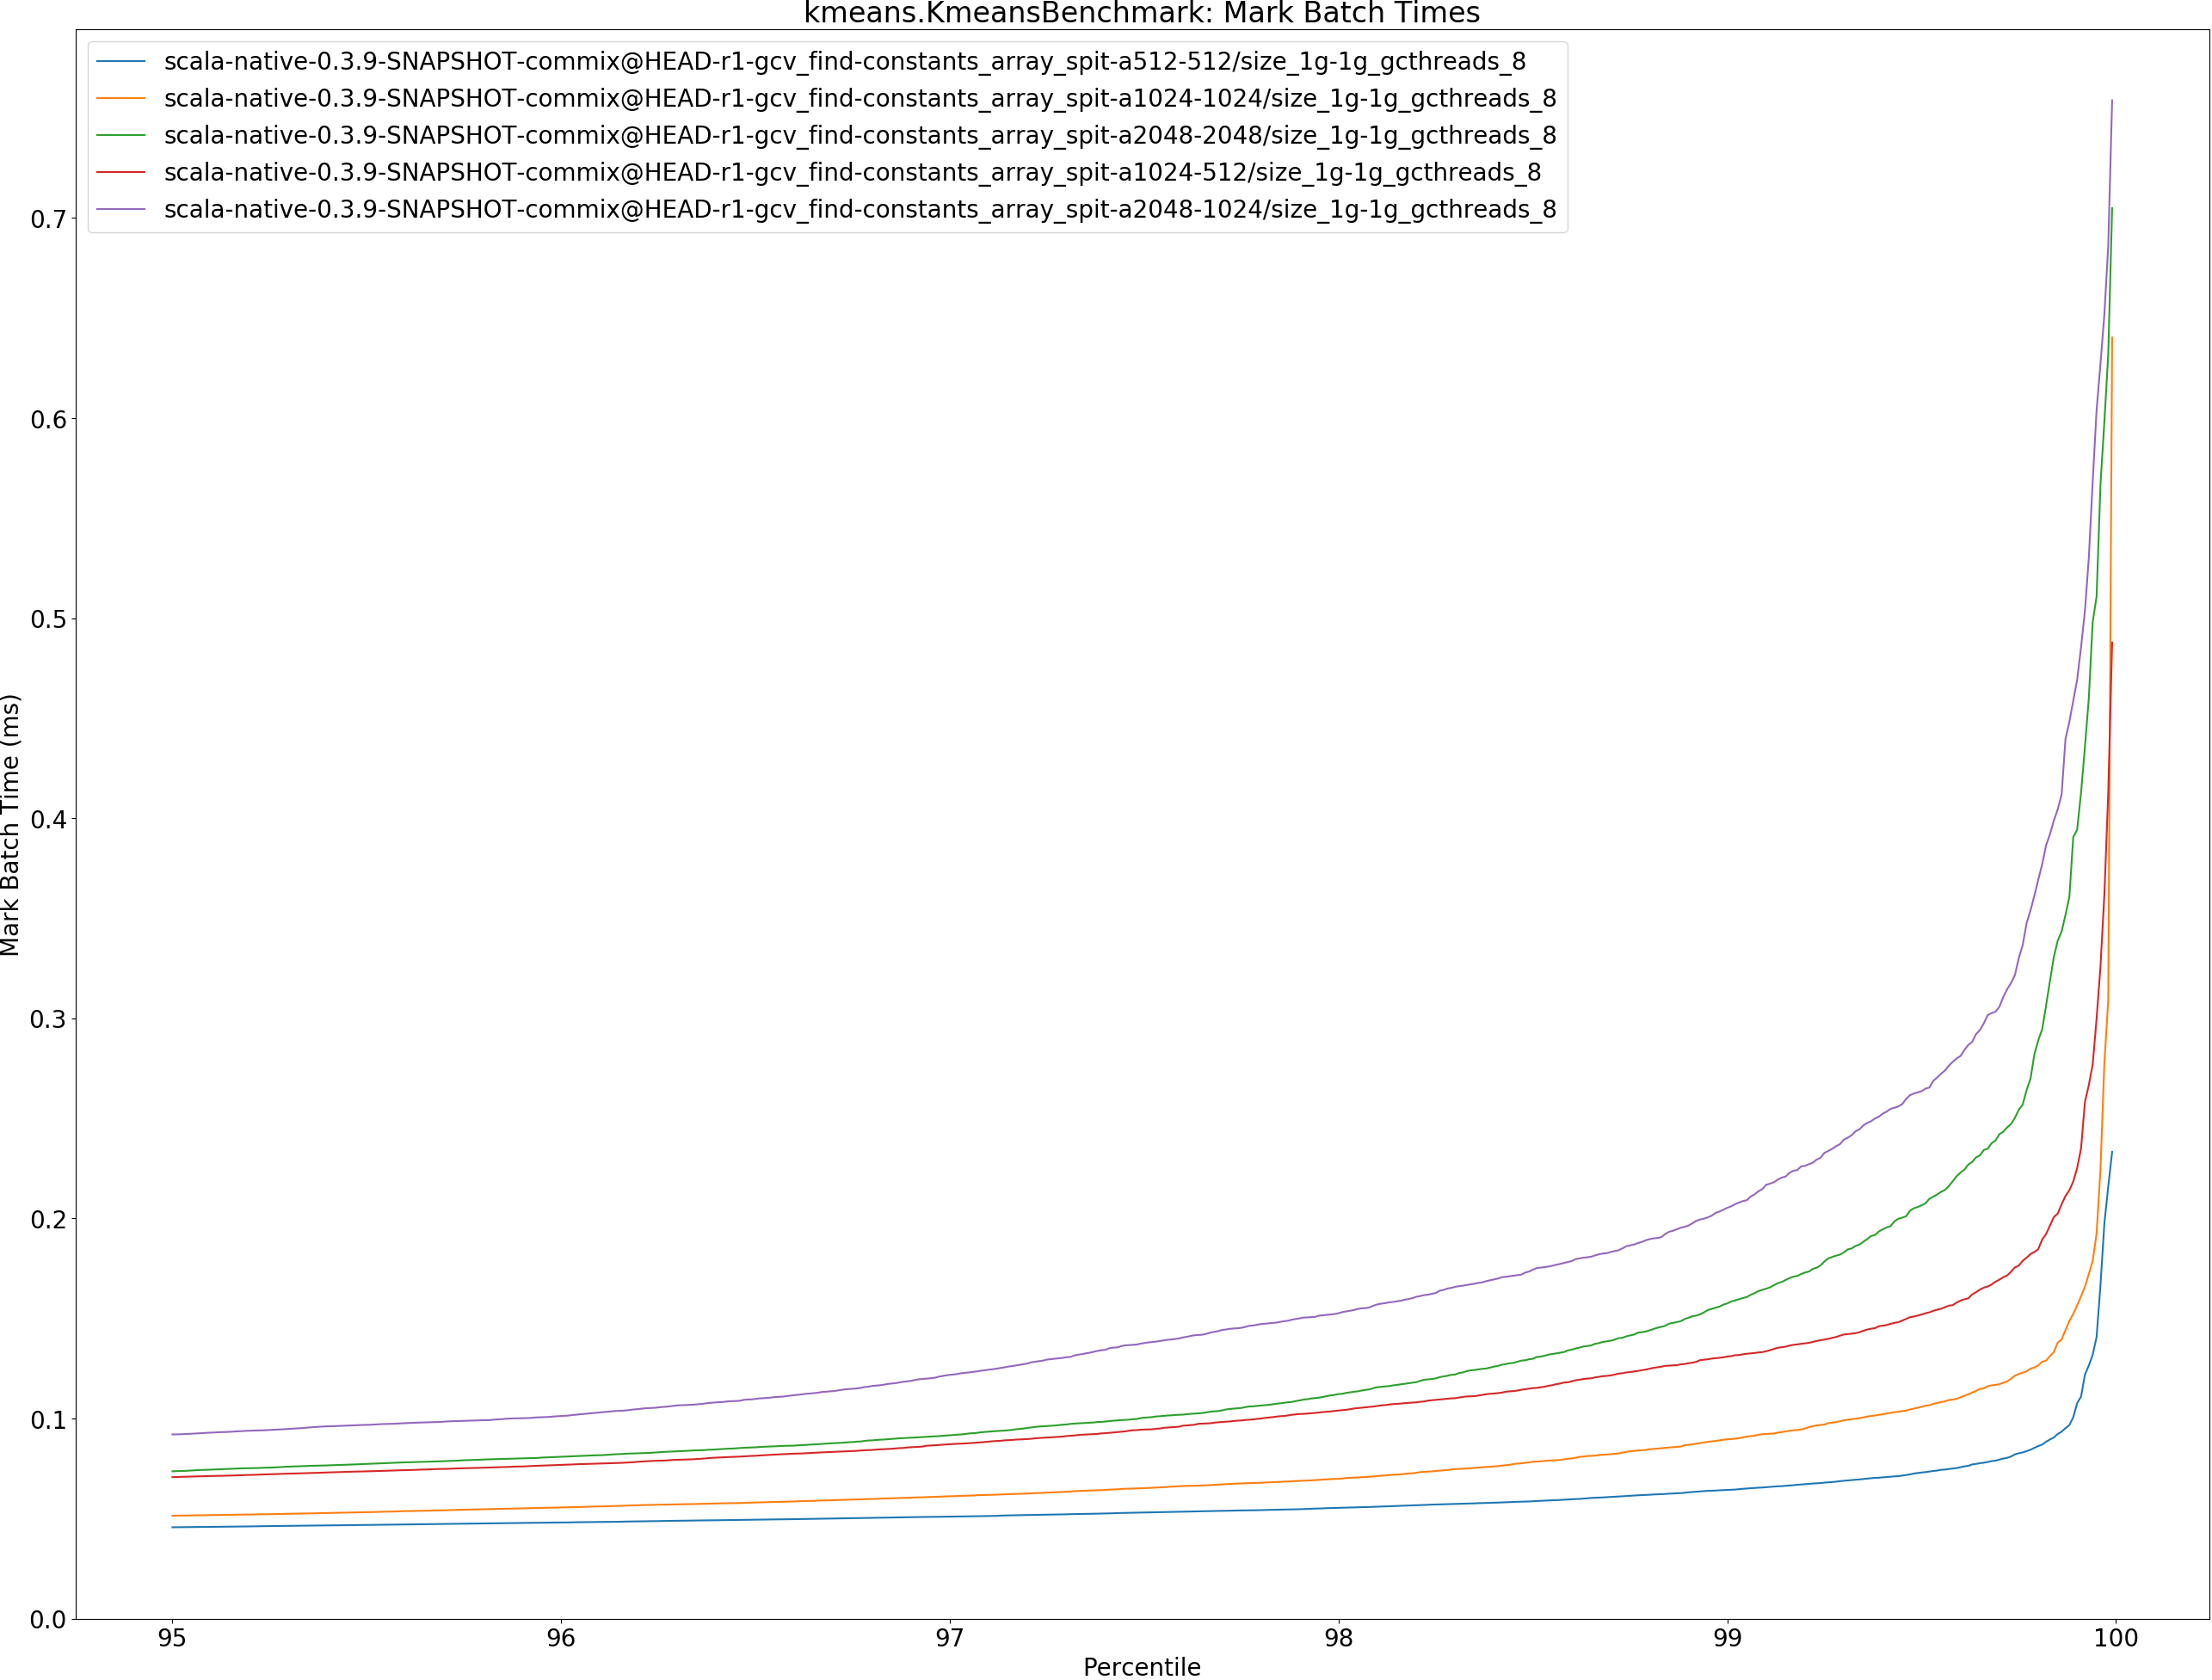 kmeans.KmeansBenchmark: Mark Batch Times
scala-native-0.3.9-SNAPSHOT-commix@HEAD-r1-gcv_find-constants_array_spit-a512-512/size_1g-1g_gcthreads_8
scala-native-0.3.9-SNAPSHOT-commix@HEAD-r1-gcv_find-constants_array_spit-a1024-1024/size_1g-1g_gcthreads_8
scala-native-0.3.9-SNAPSHOT-commix@HEAD-r1-gcv_find-constants_array_spit-a2048-2048/size_1g-1g_gcthreads_8
scala-native-0.3.9-SNAPSHOT-commix@HEAD-r1-gcv_find-constants_array_spit-a1024-512/size_1g-1g_gcthreads_8
scala-native-0.3.9-SNAPSHOT-commix@HEAD-r1-gcv_find-constants_array_spit-a2048-1024/size_1g-1g_gcthreads_8
Mark Batch Time (ms)
0.7
0.6
0.5
0.4
0.3
0.2
0.1
0.0
95 96 97 98 99 100
Percentile